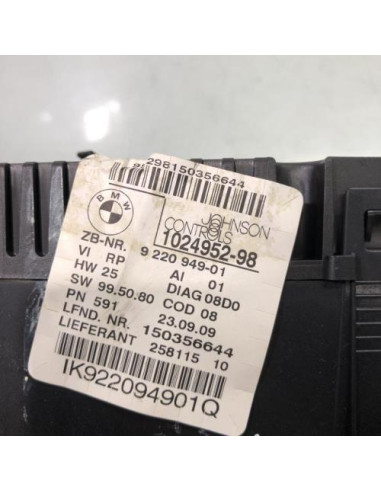 298150356644
BMW
JOHNSON
CONTROLS
1024952-98
ZB-NR. 9 220 949-01
VI RP AI 01
HW 25 DIAG 08D0
SW 99.50.80 COD 08
PN 591 23.09.09
LFND. NR. 150356644
LIEFERANT 258115 10
IK922094901Q